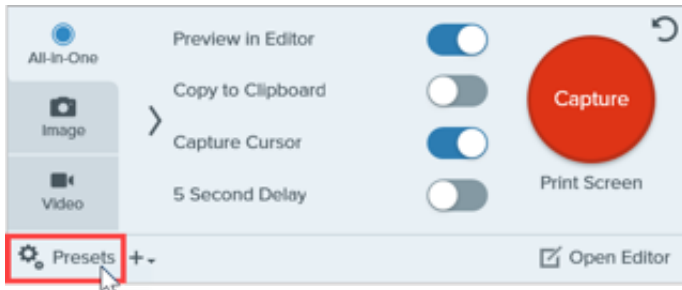 All-in-One
Image
Video
Preview in Editor
Copy to Clipboard
Capture Cursor
5 Second Delay
Capture
Print Screen
Presets
Open Editor